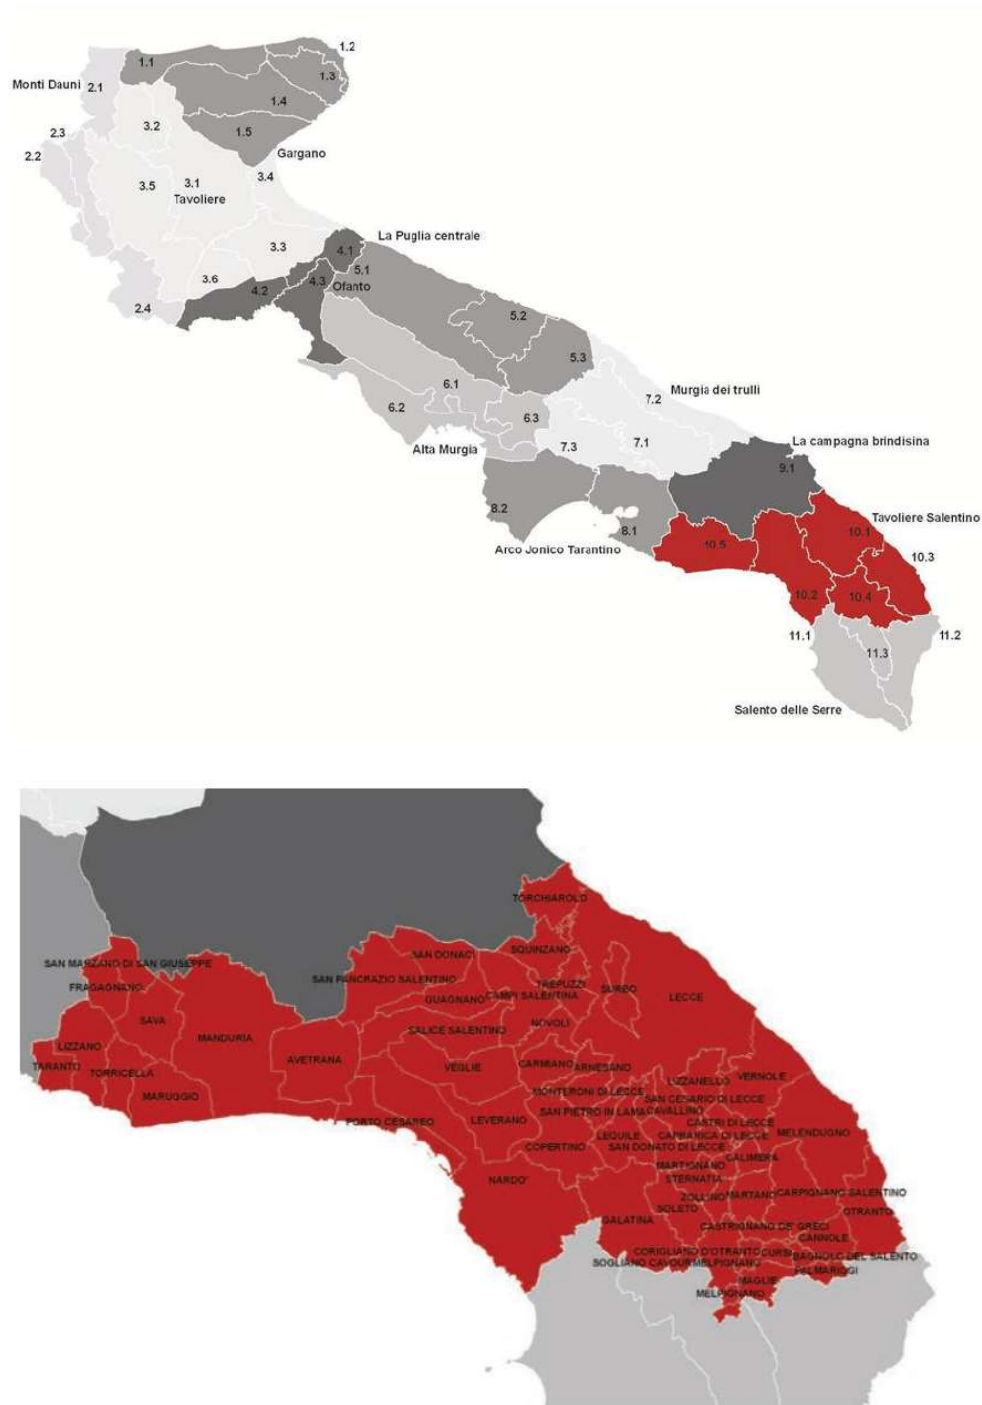 1.2
1.1
1.3
Monti Dauni
2.1
1.4
3.2
1.5
2.3
Gargano
2.2
3.4
3.1
3.5
Tavoliere
La Puglia centrale
3.3
4.1
5.1
3.6
4.3
Ofanto
4.2
2.4
5.2
5.3
6.1
Murgia dei trulli
7.2
6.2
6.3
La campagna brindisina
7.1
Alta Murgia
7.3
9.1
8.2
Tavoliere Salentino
8.1
10.1
10.5
Arco Jonico Tarantino
10.3
10.2
10.4
11.1
11.2
11.3
Salento delle Serre
TORCHIAROLO
SQUINZANO
SAN DONACI
SAN MARZANO DI SAN GIUSEPPE
SAN PANCRAZIO SALENTINO
TREPUZZI
FRAGAGNANO
SURBO
GUAGNANO
CAMPI SALENTINA
LECCE
SAVA
NOVOLI
SALICE SALENTINO
MANDURIA
LIZZANO
AVETRANA
CARMIANO
TARANTO
VEGLIE
ARNESANO
TORRICELLA
VERNOLE
LIZZANELLO
MONTERONI DI LECCE
MARUGGIO
SAN CESARIO DI LECCE
SAN PIETRO IN LAMA
CAVALLINO
PORTO CESAREO
LEVERANO
CASTRI DI LECCE
MELENDUGNO
LEQUILE
CAPRARICA DI LECCE
COPERTINO
SAN DONATO DI LECCE
CALIMERA
MARTIGNANO
NARDO'
STERNATIA
CARPIGNANO SALENTINO
ZOLLINO
MARTANO
SOLETO
OTRANTO
GALATINA
CASTRIGNANO DE' GRECI
CANNOLE
CORIGLIANO D'OTRANTO
CURSI
BAGNOLO DEL SALENTO
SOGLIANO CAVOUR
MELPIGNANO
PALMARIGGI
MAGLIE
MELPIGNANO